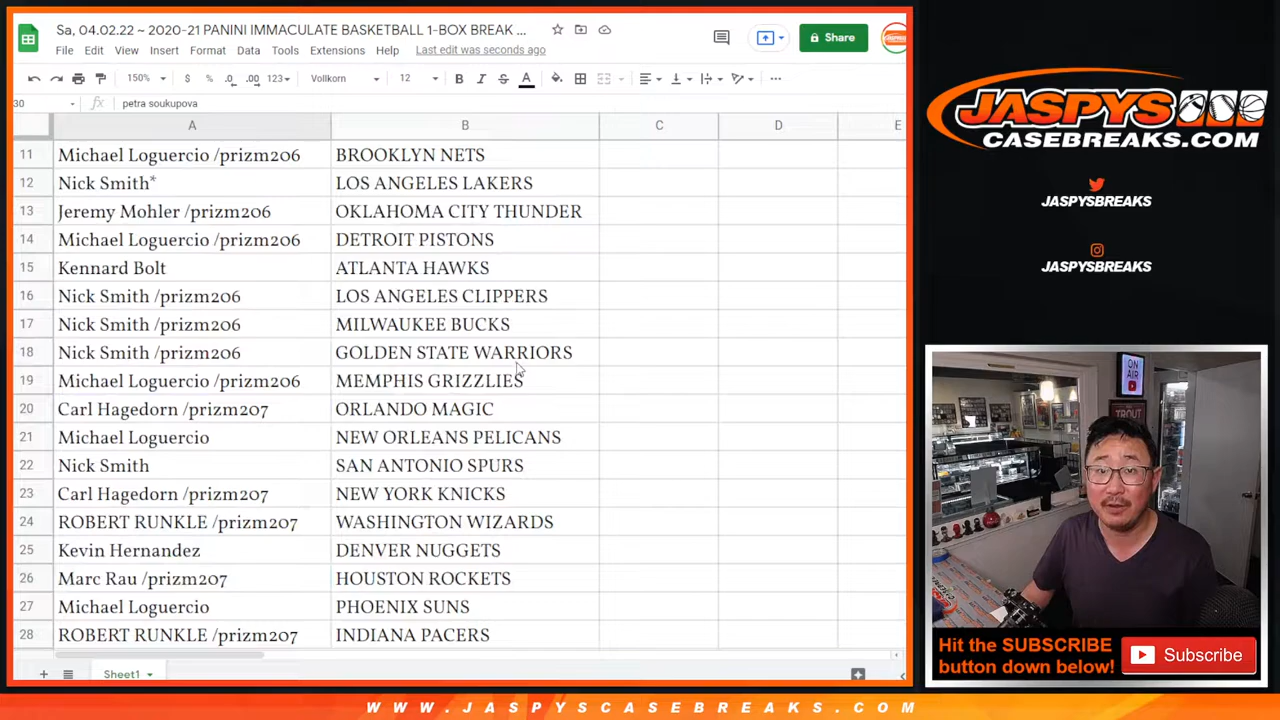 Sa, 04.02.22 ~ 2020-21 PANINI IMMACULATE BASKETBALL 1-BOX BREAK ...
File Edit View Insert Format Data Tools Extensions Help Last edit was seconds ago
Share
150% $ % .0 .00 123 Vollkorn 12 B I S A
30 fx petra soukupova
A B C D E
11 Michael Loguercio /prizm206 BROOKLYN NETS
12 Nick Smith* LOS ANGELES LAKERS
13 Jeremy Mohler /prizm206 OKLAHOMA CITY THUNDER
14 Michael Loguercio /prizm206 DETROIT PISTONS
15 Kennard Bolt ATLANTA HAWKS
16 Nick Smith /prizm206 LOS ANGELES CLIPPERS
17 Nick Smith /prizm206 MILWAUKEE BUCKS
18 Nick Smith /prizm206 GOLDEN STATE WARRIORS
19 Michael Loguercio /prizm206 MEMPHIS GRIZZLIES
20 Carl Hagedorn /prizm207 ORLANDO MAGIC
21 Michael Loguercio NEW ORLEANS PELICANS
22 Nick Smith SAN ANTONIO SPURS
23 Carl Hagedorn /prizm207 NEW YORK KNICKS
24 ROBERT RUNKLE /prizm207 WASHINGTON WIZARDS
25 Kevin Hernandez DENVER NUGGETS
26 Marc Rau /prizm207 HOUSTON ROCKETS
27 Michael Loguercio PHOENIX SUNS
28 ROBERT RUNKLE /prizm207 INDIANA PACERS
Sheet1
JASPYS
CASEBREAKS.COM
JASPYSBREAKS
JASPYSBREAKS
ON AIR
TROUT
Hit the SUBSCRIBE
button down below!
Subscribe
WWW.JASPYSCASEBREAKS.COM